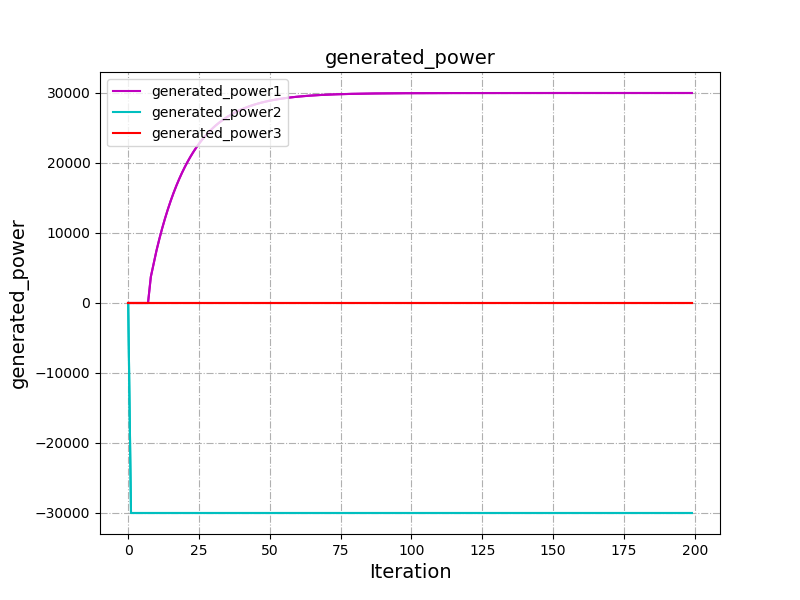 generated_power
generated_power1
generated_power2
generated_power3
30000
20000
10000
0
−10000
−20000
−30000
generated_power
0 25 50 75 100 125 150 175 200
Iteration